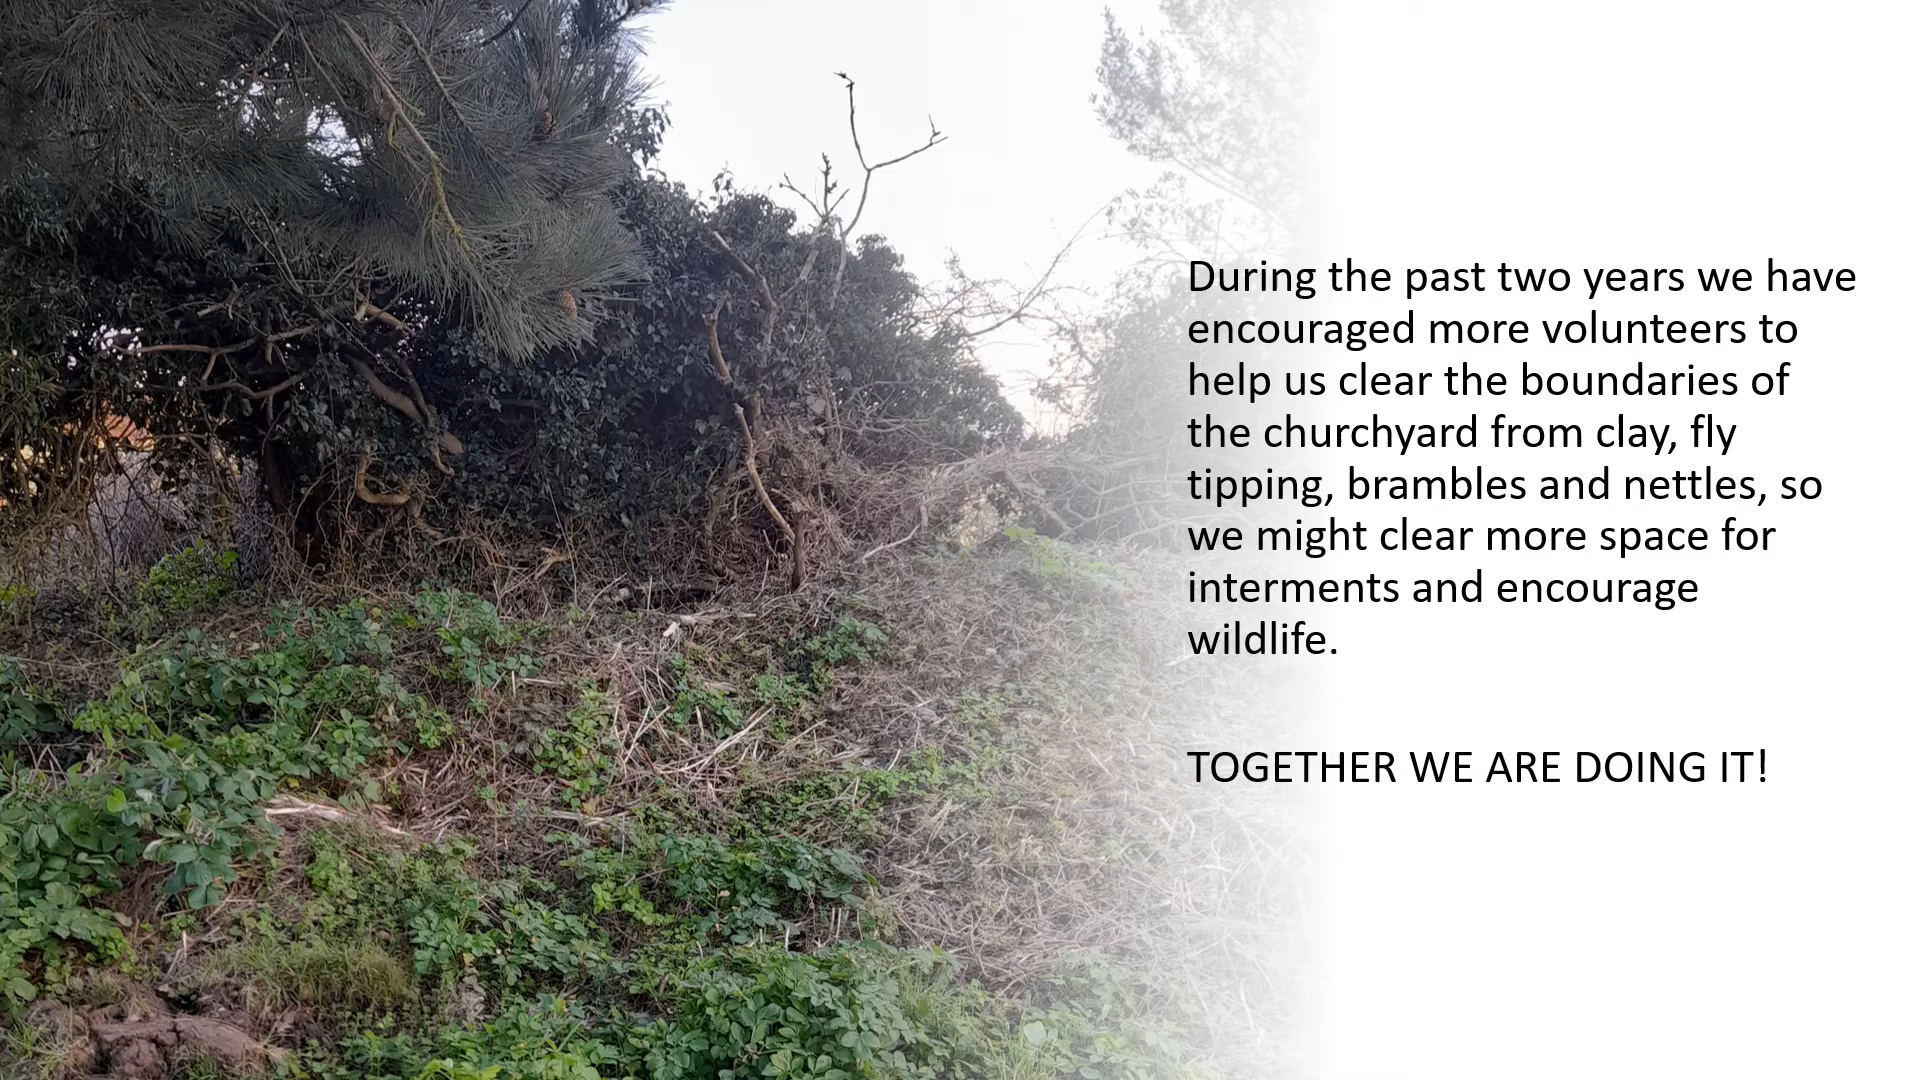 During the past two years we have
encouraged more volunteers to
help us clear the boundaries of
the churchyard from clay, fly
tipping, brambles and nettles, so
we might clear more space for
interments and encourage
wildlife.
TOGETHER WE ARE DOING IT!